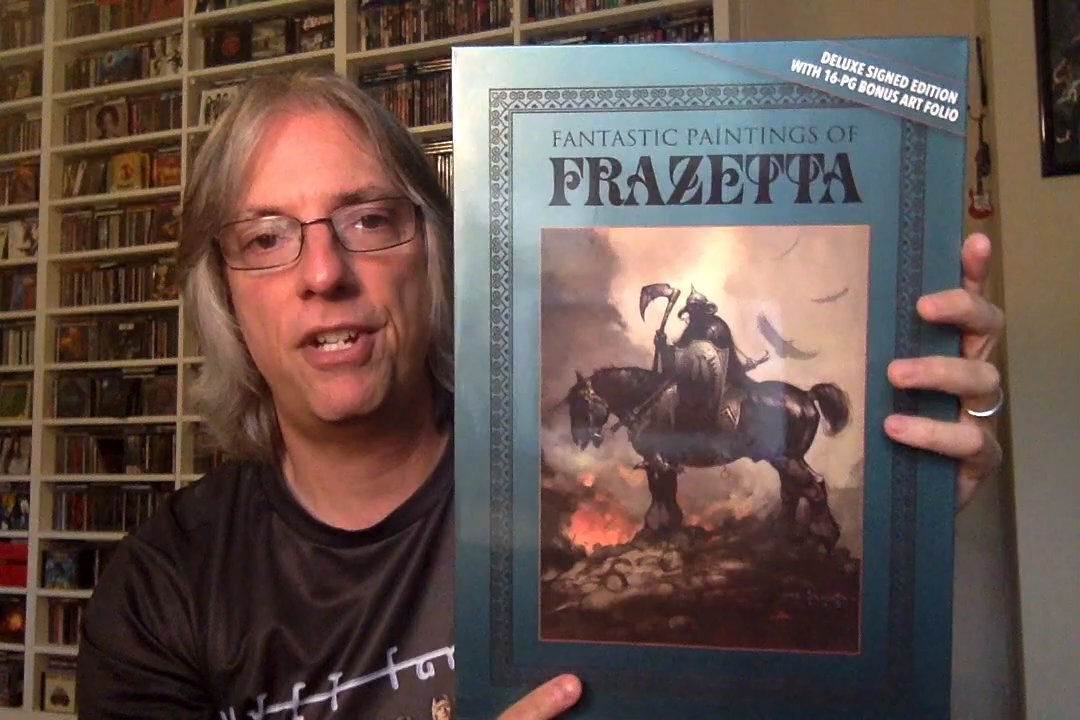 DELUXE SIGNED EDITION
WITH 16-PG BONUS ART FOLIO
FANTASTIC PAINTINGS OF
FRAZETTA